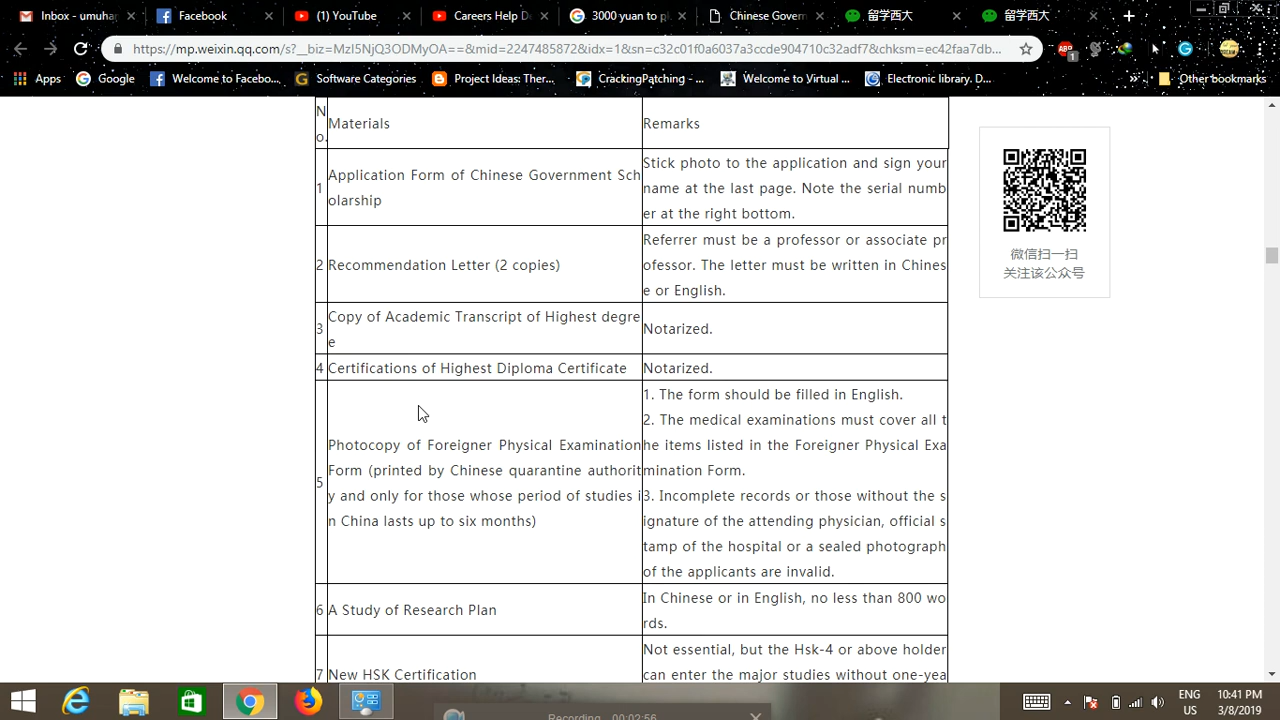 Inbox - umuha
Facebook
(1) YouTube
Careers Help D
3000 yuan to p
Chinese Govern
留学西大
留学西大
https://mp.weixin.qq.com/s?__biz=MzI5NjQ3ODMyOA==&mid=2247485872&idx=1&sn=c32c01f0a6037a3ccde904710c32adf7&chksm=ec42faa7db...
ABP
1
Apps
Google
Welcome to Facebo...
Software Categories
Project Ideas: Ther...
CrackingPatching - ...
Welcome to Virtual ...
Electronic library. D...
»
Other bookmarks
N
o.
Materials
Remarks
1
Application Form of Chinese Government Sch
olarship
Stick photo to the application and sign your
name at the last page. Note the serial numb
er at the right bottom.
2
Recommendation Letter (2 copies)
Referrer must be a professor or associate pr
ofessor. The letter must be written in Chines
e or English.
3
Copy of Academic Transcript of Highest degre
e
Notarized.
4
Certifications of Highest Diploma Certificate
Notarized.
5
Photocopy of Foreigner Physical Examination
Form (printed by Chinese quarantine authorit
y and only for those whose period of studies i
n China lasts up to six months)
1. The form should be filled in English.
2. The medical examinations must cover all t
he items listed in the Foreigner Physical Exa
mination Form.
3. Incomplete records or those without the s
ignature of the attending physician, official s
tamp of the hospital or a sealed photograph
of the applicants are invalid.
6
A Study of Research Plan
In Chinese or in English, no less than 800 wo
rds.
7
New HSK Certification
Not essential, but the Hsk-4 or above holder
can enter the major studies without one-yea
微信扫一扫
关注该公众号
Recording 00:02:56
ENG
US
10:41 PM
3/8/2019